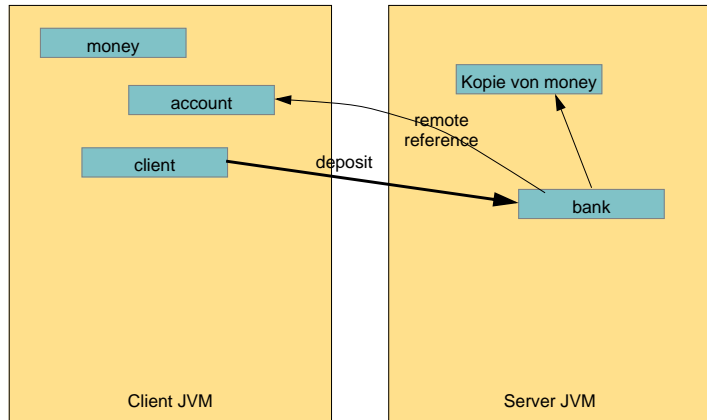 money
account
client
deposit
remote
reference
Kopie von money
bank
Client JVM
Server JVM